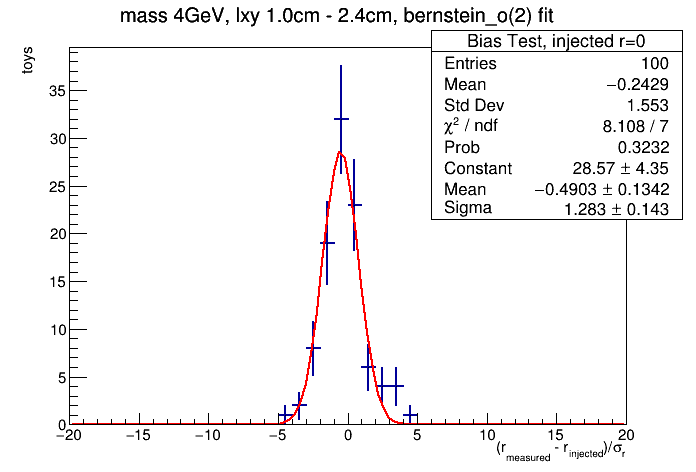 mass 4GeV, lxy 1.0cm - 2.4cm, bernstein_o(2) fit
toys
Bias Test, injected r=0
Entries 100
Mean −0.2429
Std Dev 1.553
χ² / ndf 8.108 / 7
Prob 0.3232
Constant 28.57 ± 4.35
Mean −0.4903 ± 0.1342
Sigma 1.283 ± 0.143
35
30
25
20
15
10
5
0
−20 −15 −10 −5 0 5 10 15 20
(r_measured - r_injected)/σ_r